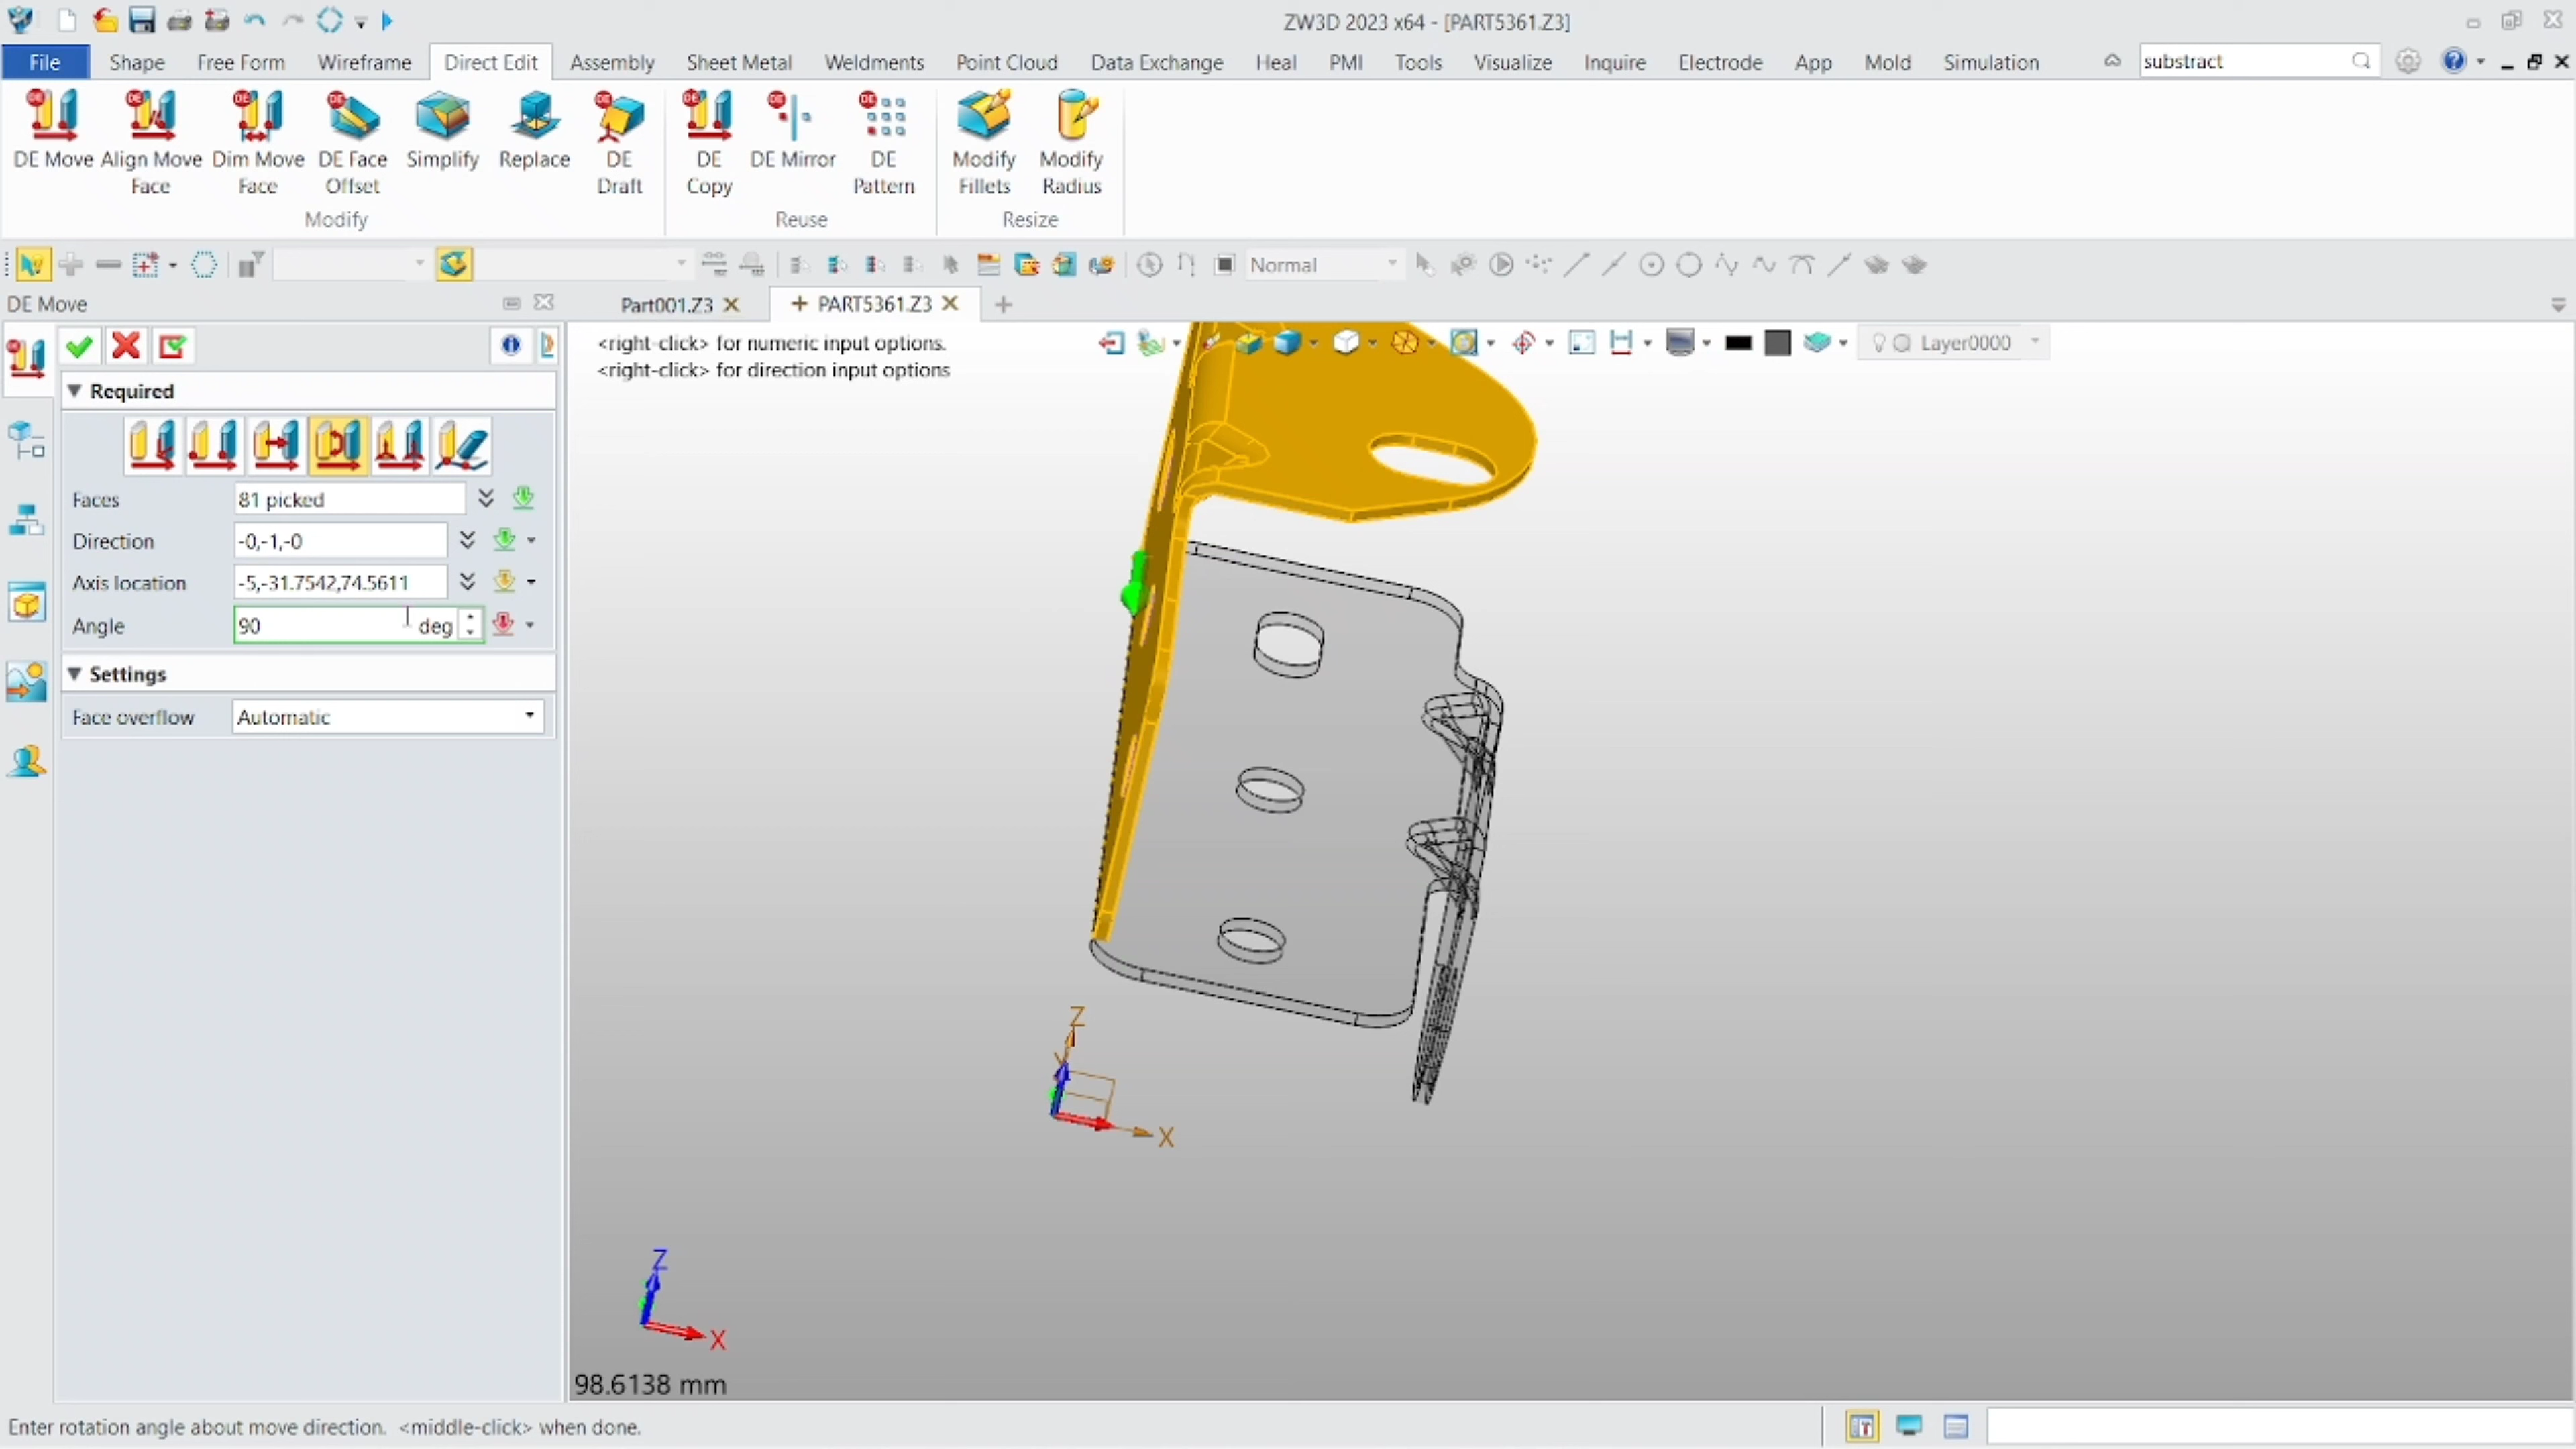 ZW3D 2023 x64 - [PART5361.Z3]
File Shape Free Form Wireframe Direct Edit Assembly Sheet Metal Weldments Point Cloud Data Exchange Heal PMI Tools Visualize Inquire Electrode App Mold Simulation substract
DE Move Align Move Face Dim Move Face DE Face Offset Simplify Replace DE Draft DE Copy DE Mirror DE Pattern Modify Fillets Modify Radius
Modify Reuse Resize
Normal
DE Move Part001.Z3 PART5361.Z3
<right-click> for numeric input options.
<right-click> for direction input options
Layer0000
Required
Faces 81 picked
Direction -0,-1,-0
Axis location -5,-31.7542,74.5611
Angle 90 deg
Settings
Face overflow Automatic
Z
Y
X
Z
X
98.6138 mm
Enter rotation angle about move direction. <middle-click> when done.